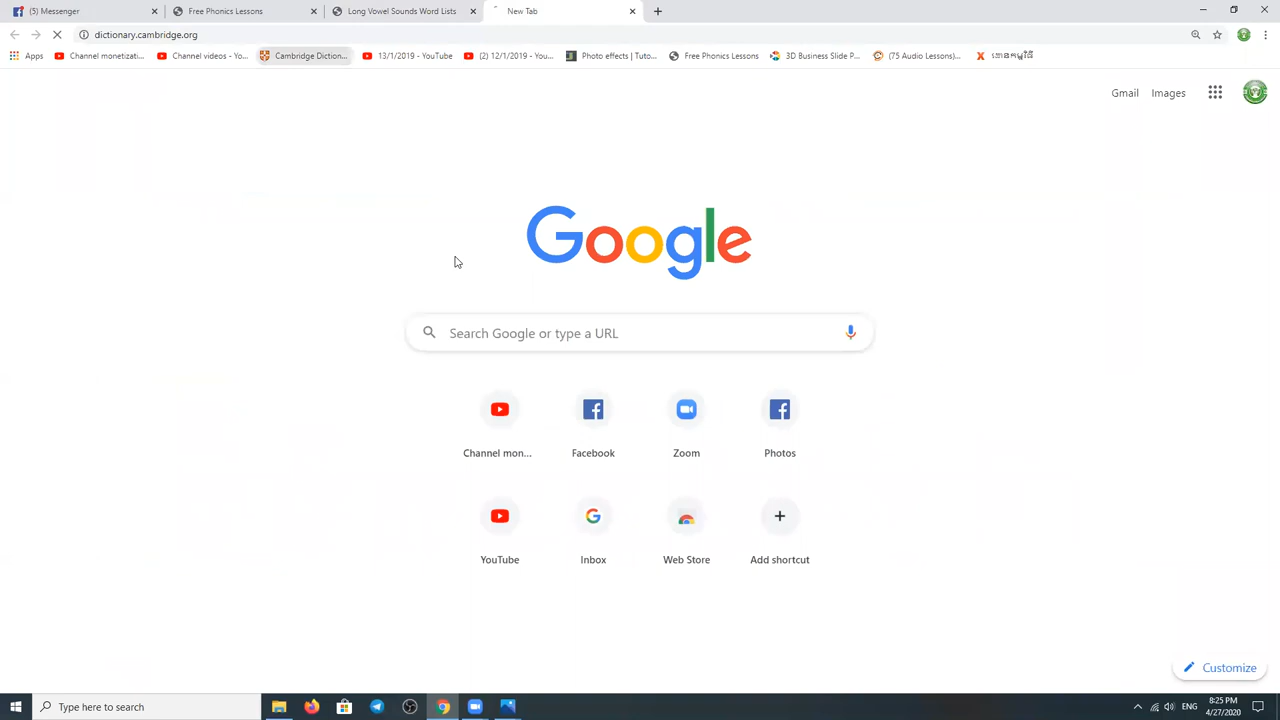 (5) Messenger
Free Phonics Lessons
Long Vowel Sounds Word Lists
New Tab
dictionary.cambridge.org
Apps
Channel monetizati...
Channel videos - Yo...
Cambridge Diction...
13/1/2019 - YouTube
(2) 12/1/2019 - You...
Photo effects | Tuto...
Free Phonics Lessons
3D Business Slide P...
(75 Audio Lessons)...
Gmail
Images
Google
Search Google or type a URL
Channel mon...
Facebook
Zoom
Photos
YouTube
Inbox
Web Store
Add shortcut
Customize
Type here to search
ENG
8:25 PM
4/27/2020